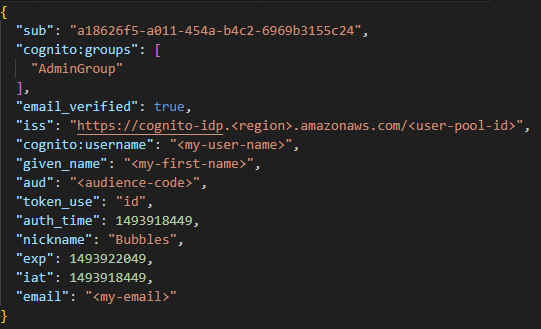 {
"sub": "a18626f5-a011-454a-b4c2-6969b3155c24",
"cognito:groups": [
"AdminGroup"
],
"email_verified": true,
"iss": "https://cognito-idp.<region>.amazonaws.com/<user-pool-id>",
"cognito:username": "<my-user-name>",
"given_name": "<my-first-name>",
"aud": "<audience-code>",
"token_use": "id",
"auth_time": 1493918449,
"nickname": "Bubbles",
"exp": 1493922049,
"iat": 1493918449,
"email": "<my-email>"
}